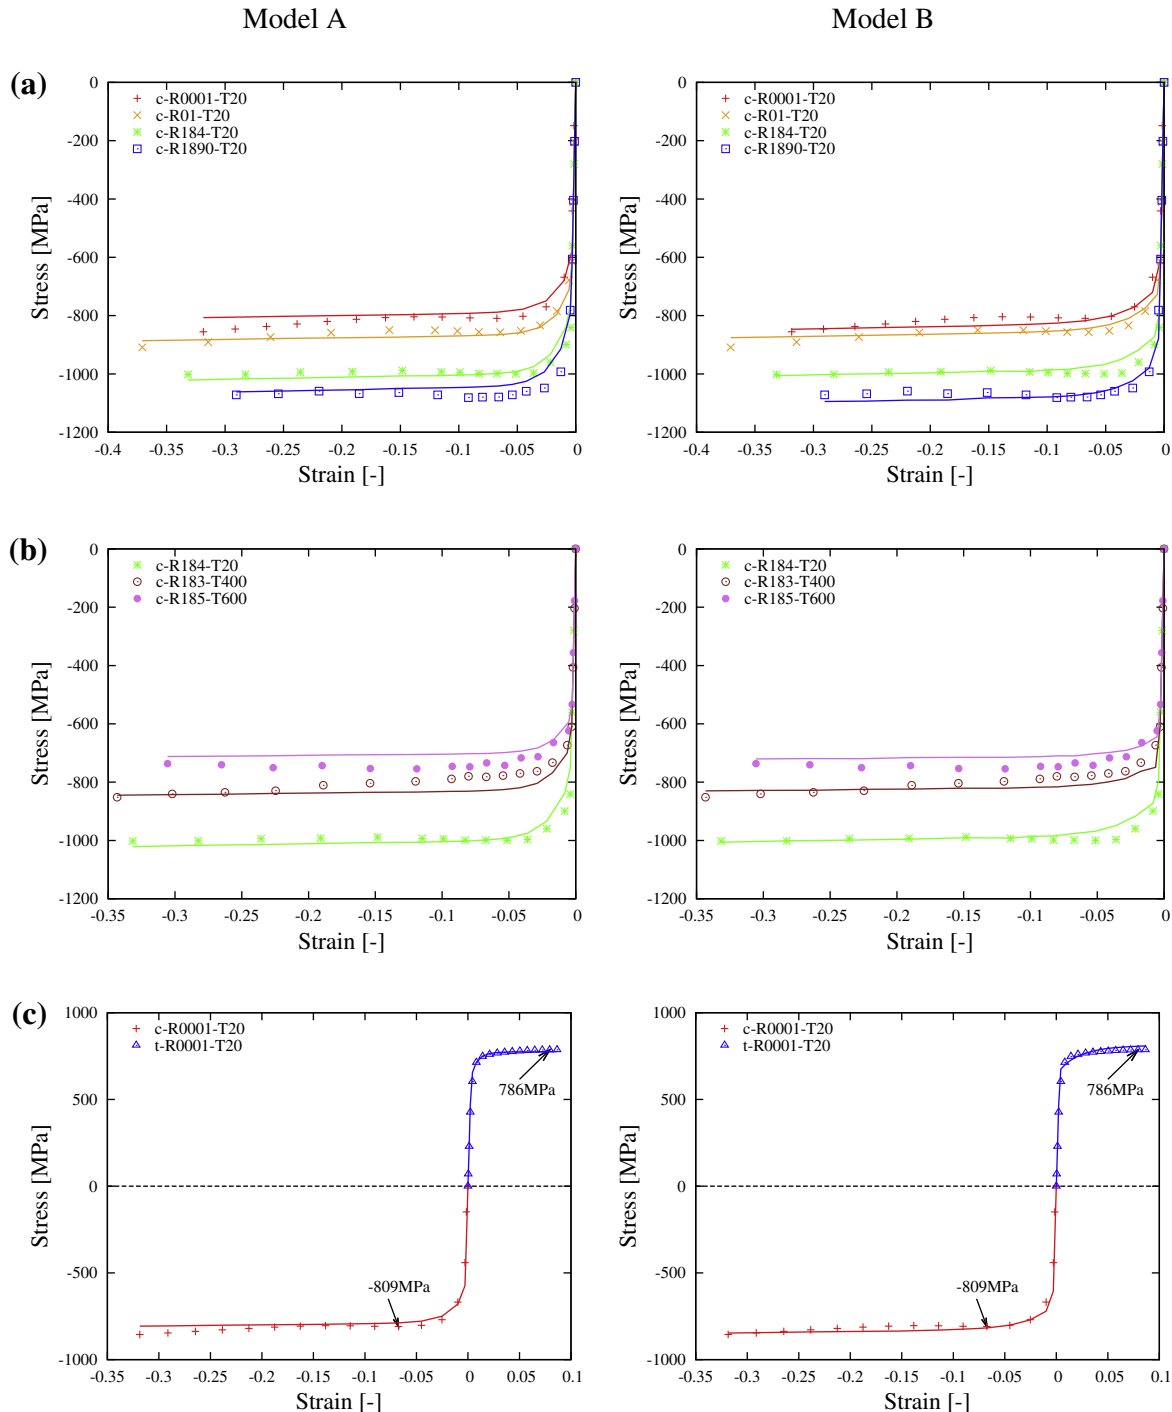 Model A
Model B
(a)
0
-200
-400
-600
-800
-1000
-1200
-0.4 -0.35 -0.3 -0.25 -0.2 -0.15 -0.1 -0.05 0
Stress [MPa]
Strain [-]
c-R0001-T20
c-R01-T20
c-R184-T20
c-R1890-T20
0
-200
-400
-600
-800
-1000
-1200
-0.4 -0.35 -0.3 -0.25 -0.2 -0.15 -0.1 -0.05 0
Stress [MPa]
Strain [-]
c-R0001-T20
c-R01-T20
c-R184-T20
c-R1890-T20
(b)
0
-200
-400
-600
-800
-1000
-1200
-0.35 -0.3 -0.25 -0.2 -0.15 -0.1 -0.05 0
Stress [MPa]
Strain [-]
c-R184-T20
c-R183-T400
c-R185-T600
0
-200
-400
-600
-800
-1000
-1200
-0.35 -0.3 -0.25 -0.2 -0.15 -0.1 -0.05 0
Stress [MPa]
Strain [-]
c-R184-T20
c-R183-T400
c-R185-T600
(c)
1000
500
0
-500
-1000
-0.35 -0.3 -0.25 -0.2 -0.15 -0.1 -0.05 0 0.05 0.1
Stress [MPa]
Strain [-]
c-R0001-T20
t-R0001-T20
786MPa
-809MPa
1000
500
0
-500
-1000
-0.35 -0.3 -0.25 -0.2 -0.15 -0.1 -0.05 0 0.05 0.1
Stress [MPa]
Strain [-]
c-R0001-T20
t-R0001-T20
786MPa
-809MPa